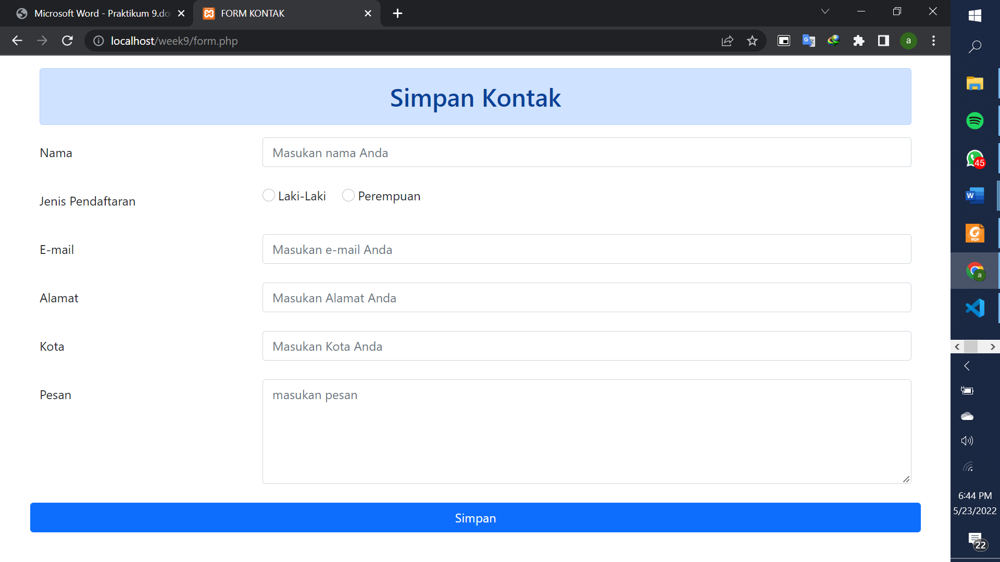 Microsoft Word - Praktikum 9.do
FORM KONTAK
localhost/week9/form.php
a
Simpan Kontak
Nama
Masukan nama Anda
Jenis Pendaftaran
Laki-Laki
Perempuan
E-mail
Masukan e-mail Anda
Alamat
Masukan Alamat Anda
Kota
Masukan Kota Anda
Pesan
masukan pesan
Simpan
45
W
PDF
a
6:44 PM
5/23/2022
22